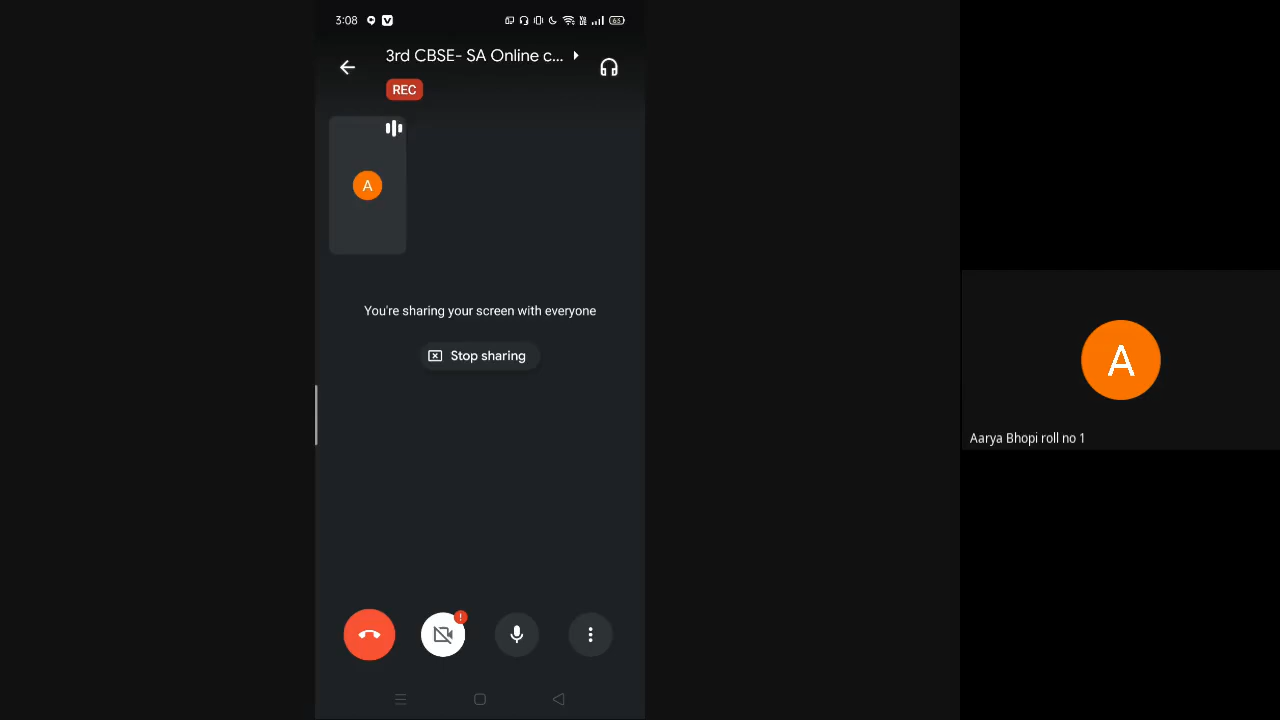 3:08
63
3rd CBSE- SA Online c...
REC
A
You're sharing your screen with everyone
Stop sharing
A
Aarya Bhopi roll no 1